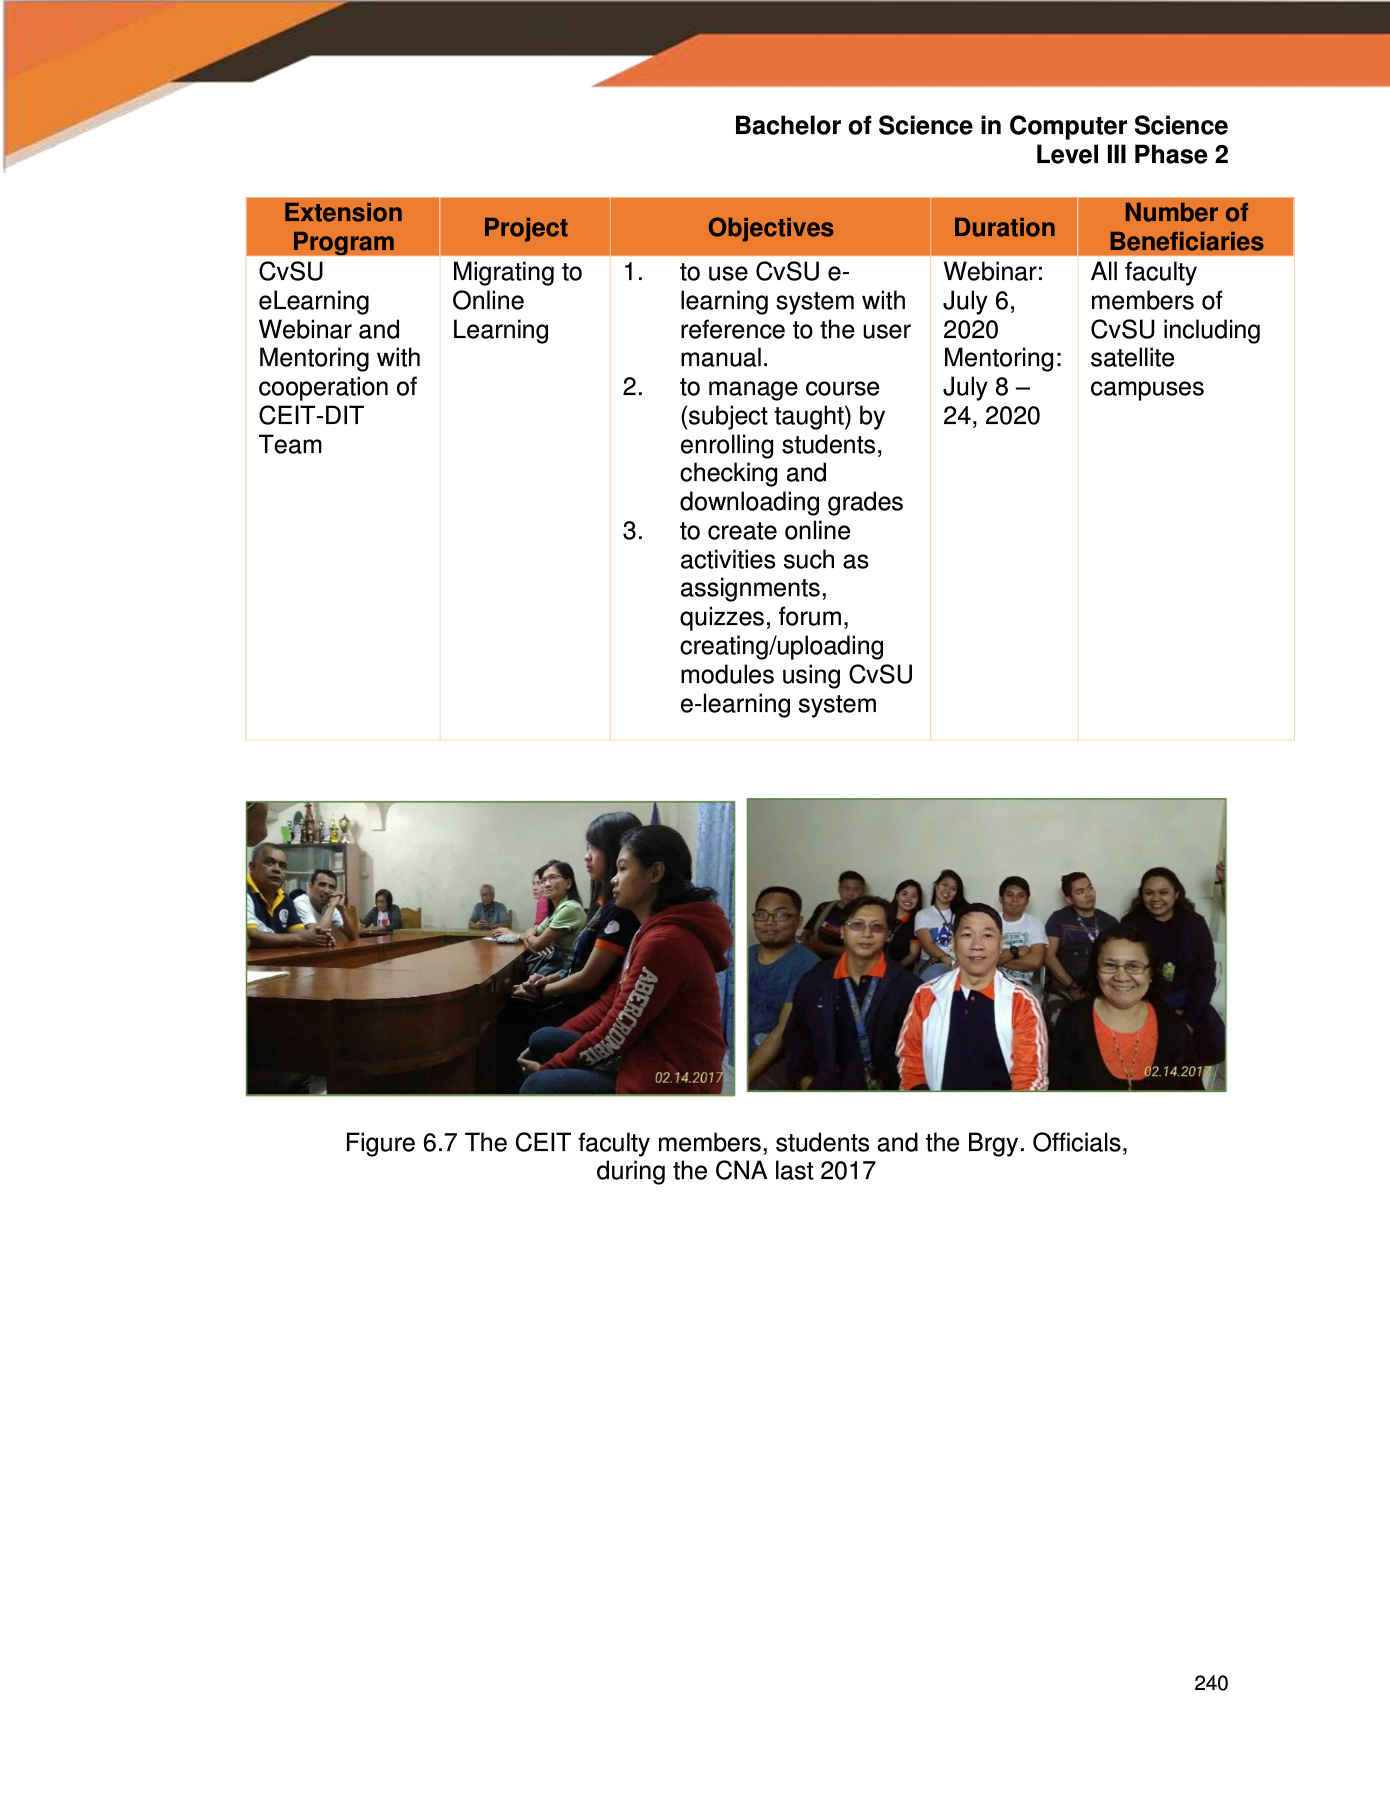 Bachelor of Science in Computer Science
Level III Phase 2
Extension Program
Project
Objectives
Duration
Number of Beneficiaries
CvSU
eLearning
Webinar and
Mentoring with
cooperation of
CEIT-DIT
Team
Migrating to
Online
Learning
1. to use CvSU e-
learning system with
reference to the user
manual.
2. to manage course
(subject taught) by
enrolling students,
checking and
downloading grades
3. to create online
activities such as
assignments,
quizzes, forum,
creating/uploading
modules using CvSU
e-learning system
Webinar:
July 6,
2020
Mentoring:
July 8 –
24, 2020
All faculty
members of
CvSU including
satellite
campuses
ABERCROMBIE
02.14.2017
02.14.2017
Figure 6.7 The CEIT faculty members, students and the Brgy. Officials,
during the CNA last 2017
240